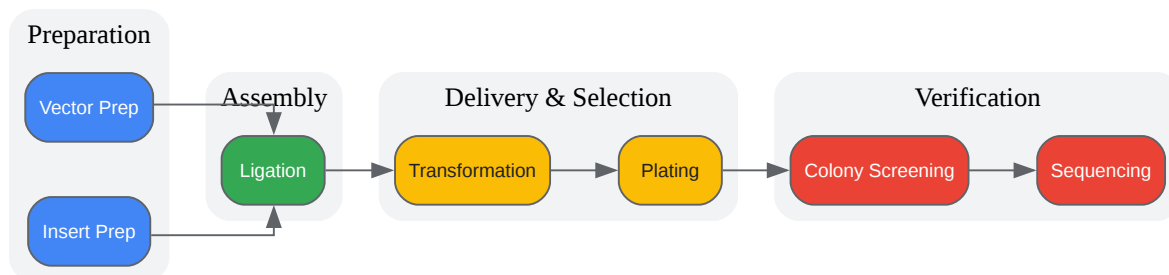 Preparation
Vector Prep
Insert Prep
Assembly
Ligation
Delivery & Selection
Transformation
Plating
Verification
Colony Screening
Sequencing